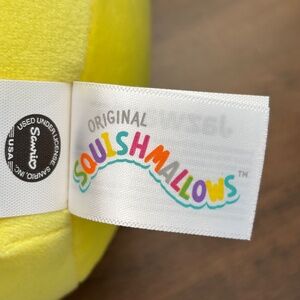 ORIGINAL
SQUISHMALLOWS™
USED UNDER LICENSE
Sanrio
SANRIO, INC.
USA